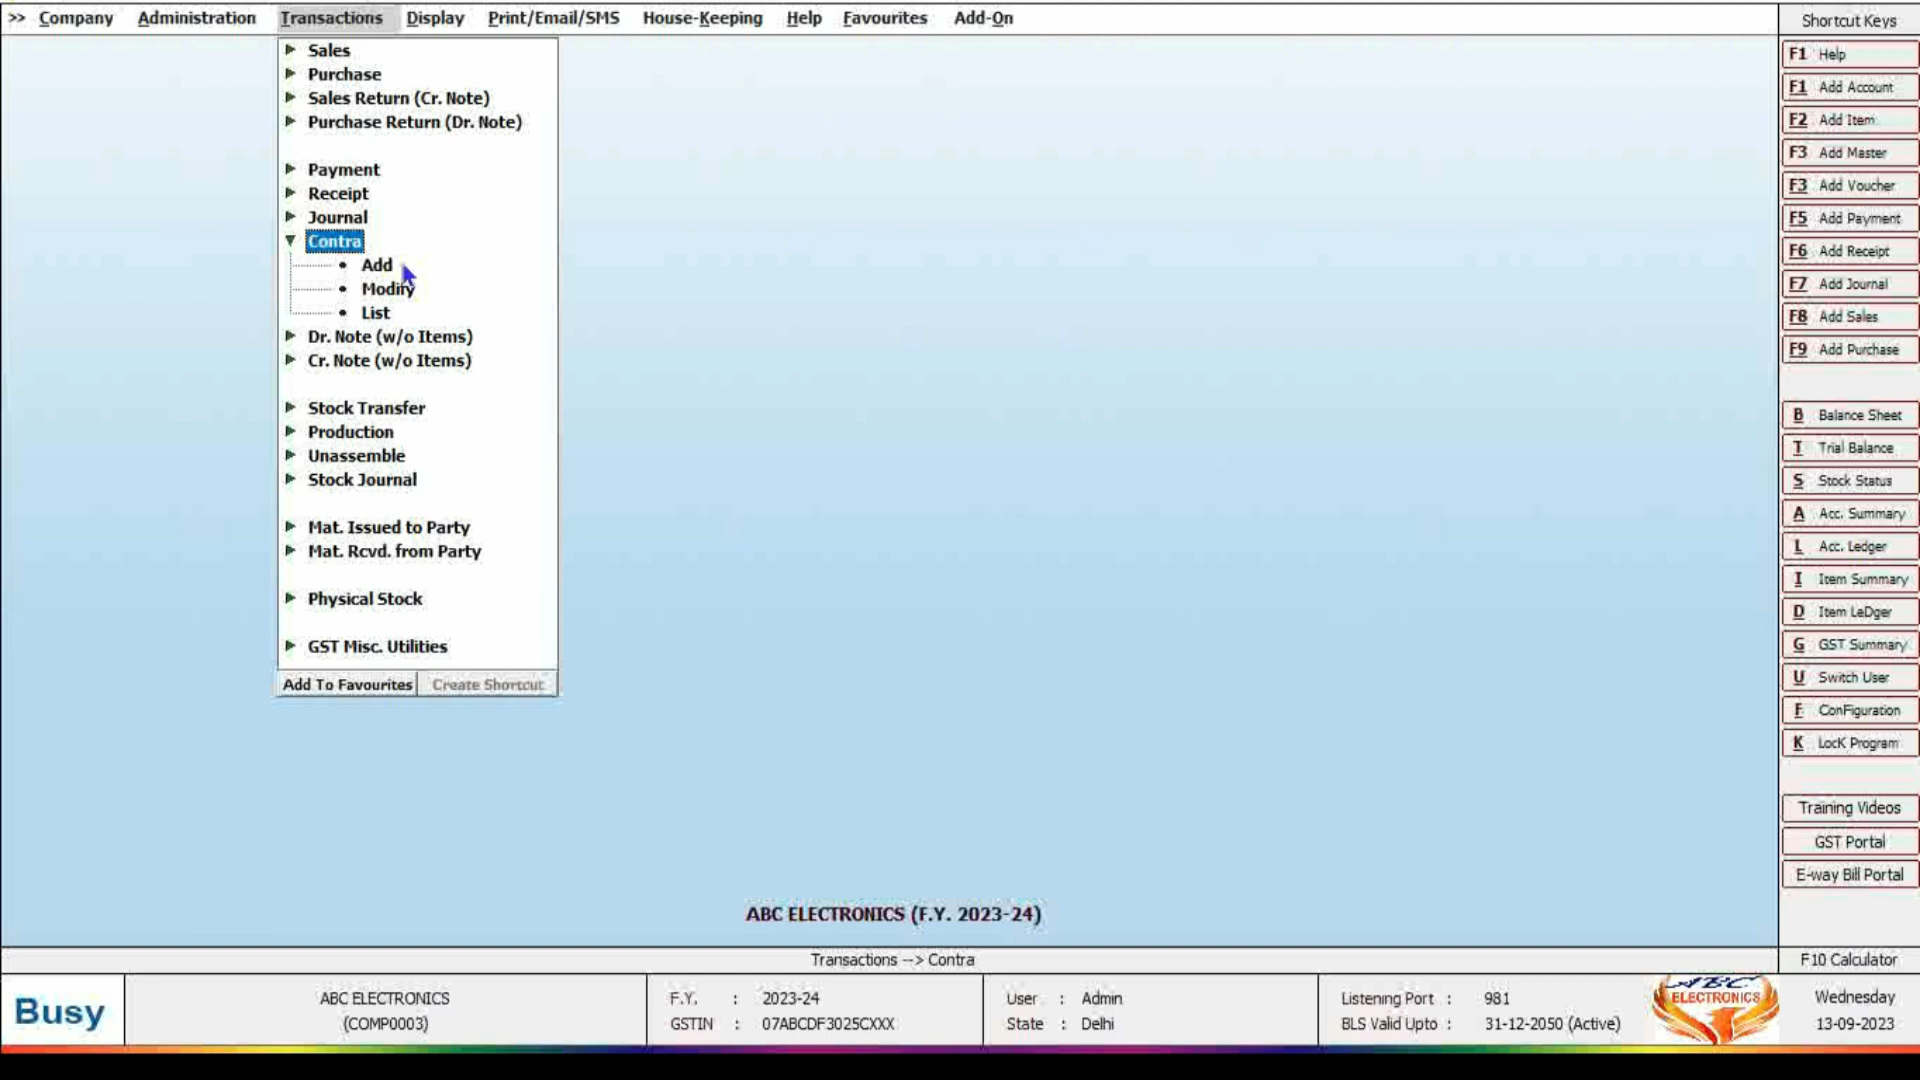 >> Company Administration Transactions Display Print/Email/SMS House-Keeping Help Favourites Add-On
Sales
Purchase
Sales Return (Cr. Note)
Purchase Return (Dr. Note)
Payment
Receipt
Journal
Contra
Add
Modify
List
Dr. Note (w/o Items)
Cr. Note (w/o Items)
Stock Transfer
Production
Unassemble
Stock Journal
Mat. Issued to Party
Mat. Rcvd. from Party
Physical Stock
GST Misc. Utilities
Add To Favourites Create Shortcut
Shortcut Keys
F1 Help
F1 Add Account
F2 Add Item
F3 Add Master
F3 Add Voucher
F5 Add Payment
F6 Add Receipt
F7 Add Journal
F8 Add Sales
F9 Add Purchase
B Balance Sheet
T Trial Balance
S Stock Status
A Acc. Summary
L Acc. Ledger
I Item Summary
D Item LeDger
G GST Summary
U Switch User
F ConFiguration
K LocK Program
Training Videos
GST Portal
E-way Bill Portal
ABC ELECTRONICS (F.Y. 2023-24)
Transactions --> Contra
F10 Calculator
Busy
ABC ELECTRONICS
(COMP0003)
F.Y. : 2023-24
GSTIN : 07ABCDF3025CXXX
User : Admin
State : Delhi
Listening Port : 981
BLS Valid Upto : 31-12-2050 (Active)
ABC
ELECTRONICS
Wednesday
13-09-2023